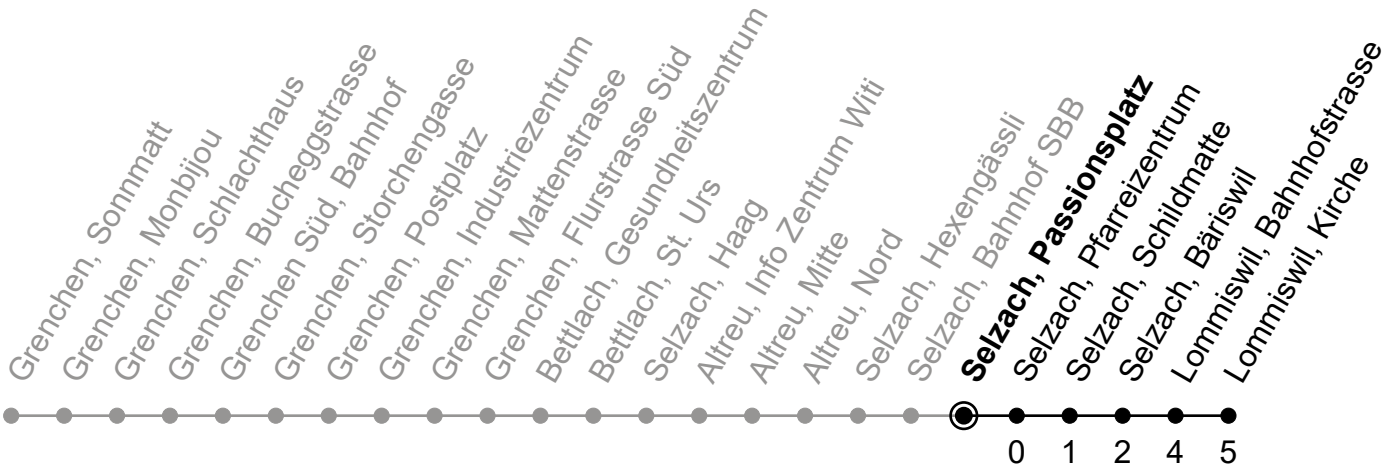 Grenchen, Sonnmatt
Grenchen, Monbijou
Grenchen, Schlachthaus
Grenchen, Bucheggstrasse
Grenchen Süd, Bahnhof
Grenchen, Storchengasse
Grenchen, Postplatz
Grenchen, Industriezentrum
Grenchen, Mattenstrasse
Grenchen, Flurstrasse Süd
Bettlach, Gesundheitszentrum
Bettlach, St. Urs
Selzach, Haag
Altreu, Info Zentrum Witi
Altreu, Mitte
Altreu, Nord
Selzach, Hexengässli
Selzach, Bahnhof SBB
Selzach, Passionsplatz
Selzach, Pfarreizentrum
Selzach, Schildmatte
Selzach, Bäriswil
Lommiswil, Bahnhofstrasse
Lommiswil, Kirche
0 1 2 4 5